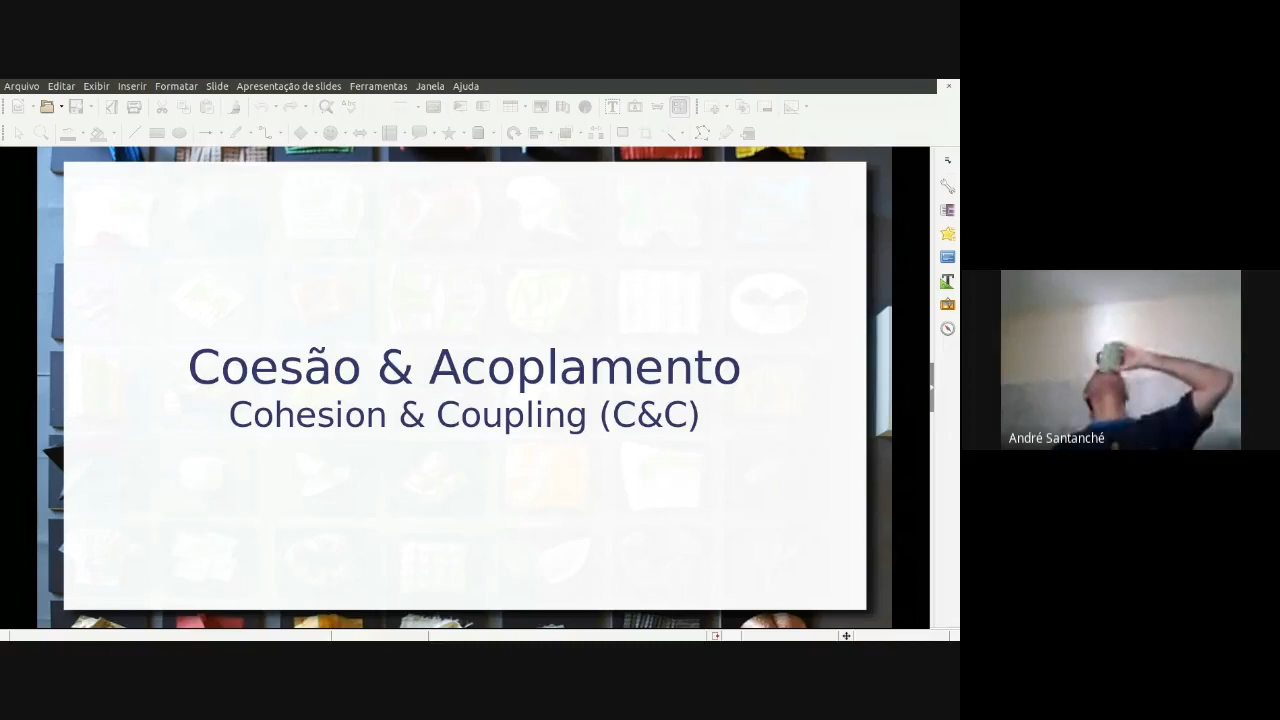 Arquivo Editar Exibir Inserir Formatar Slide Apresentação de slides Ferramentas Janela Ajuda
Coesão & Acoplamento
Cohesion & Coupling (C&C)
André Santanché